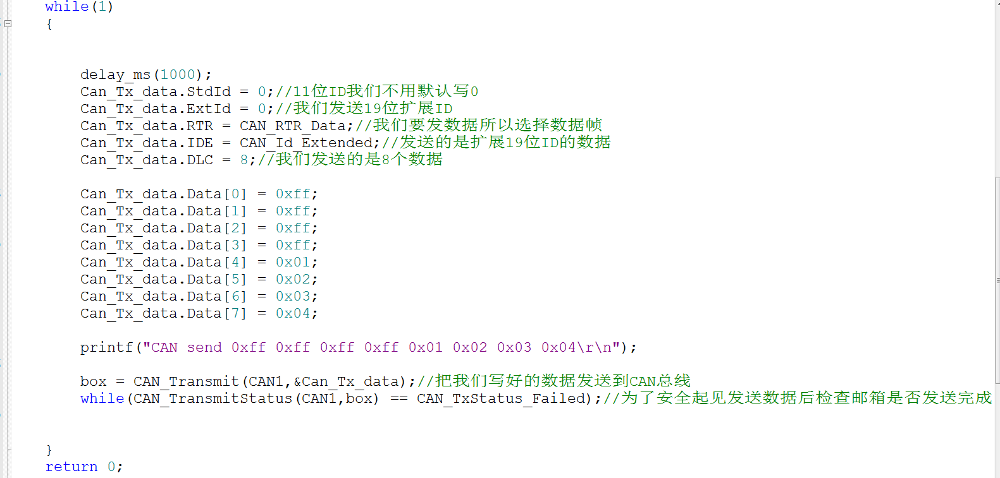 while(1)
{
delay_ms(1000);
Can_Tx_data.StdId = 0;//11位ID我们不用默认写0
Can_Tx_data.ExtId = 0;//我们发送19位扩展ID
Can_Tx_data.RTR = CAN_RTR_Data;//我们要发数据所以选择数据帧
Can_Tx_data.IDE = CAN_Id_Extended;//发送的是扩展19位ID的数据
Can_Tx_data.DLC = 8;//我们发送的是8个数据
Can_Tx_data.Data[0] = 0xff;
Can_Tx_data.Data[1] = 0xff;
Can_Tx_data.Data[2] = 0xff;
Can_Tx_data.Data[3] = 0xff;
Can_Tx_data.Data[4] = 0x01;
Can_Tx_data.Data[5] = 0x02;
Can_Tx_data.Data[6] = 0x03;
Can_Tx_data.Data[7] = 0x04;
printf("CAN send 0xff 0xff 0xff 0xff 0x01 0x02 0x03 0x04\r\n");
box = CAN_Transmit(CAN1,&Can_Tx_data);//把我们写好的数据发送到CAN总线
while(CAN_TransmitStatus(CAN1,box) == CAN_TxStatus_Failed);//为了安全起见发送数据后检查邮箱是否发送完成
}
return 0;